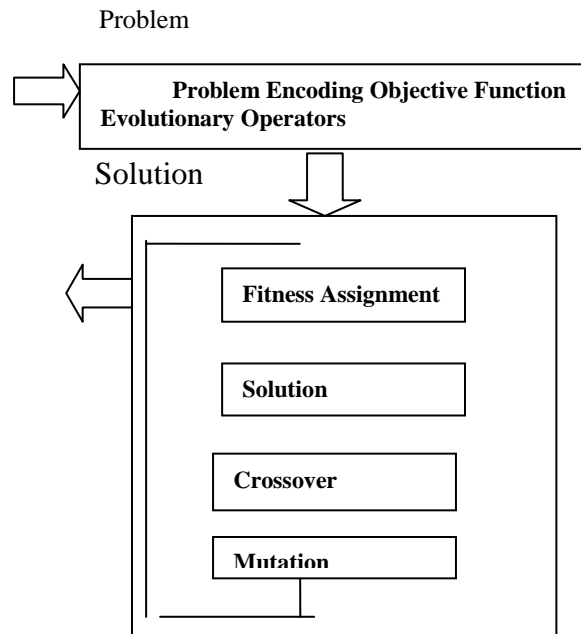 Problem
Problem Encoding Objective Function
Evolutionary Operators
Solution
Fitness Assignment
Solution
Crossover
Mutation